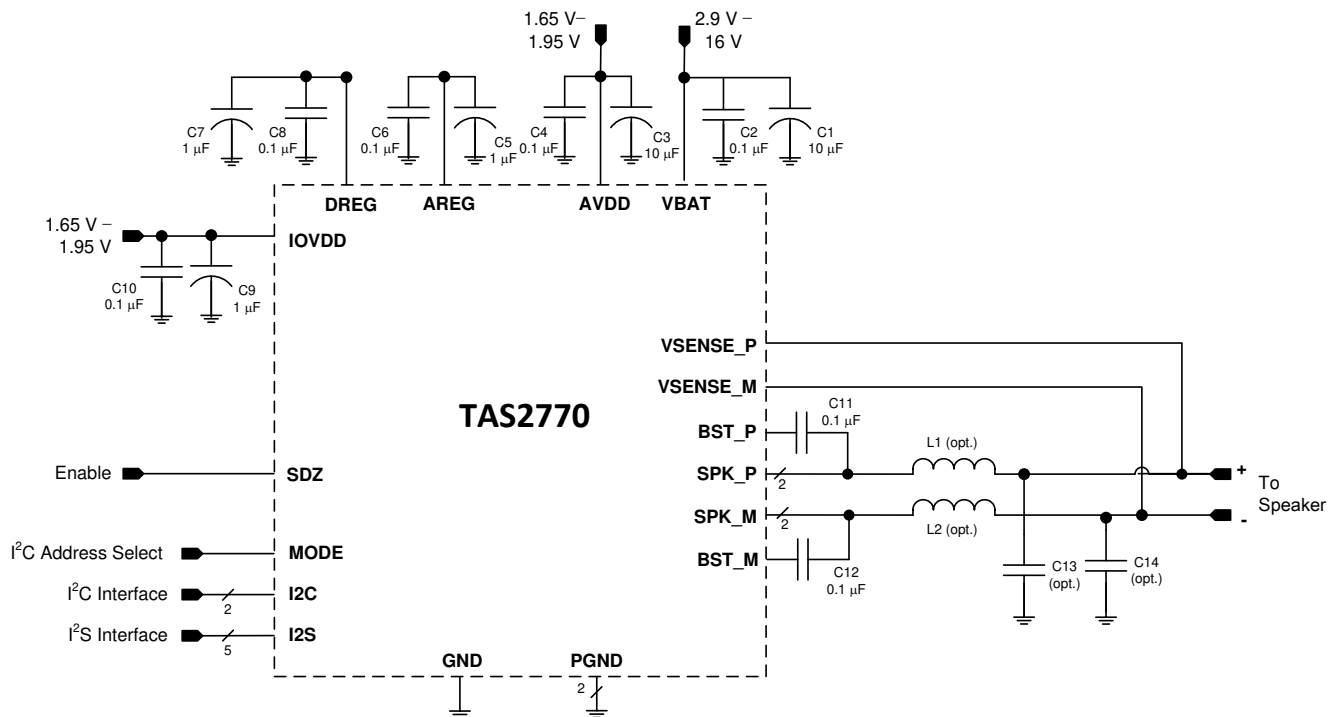 1.65 V–
1.95 V
2.9 V –
16 V
C7
1 µF
C8
0.1 µF
C6
0.1 µF
C5
1 µF
C4
0.1 µF
C3
10 µF
C2
0.1 µF
C1
10 µF
DREG
AREG
AVDD
VBAT
1.65 V –
1.95 V
IOVDD
C10
0.1 µF
C9
1 µF
VSENSE_P
VSENSE_M
TAS2770
C11
0.1 µF
BST_P
L1 (opt.)
Enable
SDZ
SPK_P
2
+
To
Speaker
SPK_M
2
-
L2 (opt.)
I²C Address Select
MODE
BST_M
C12
0.1 µF
C13
(opt.)
C14
(opt.)
I²C Interface
2
I2C
I²S Interface
5
I2S
GND
PGND
2